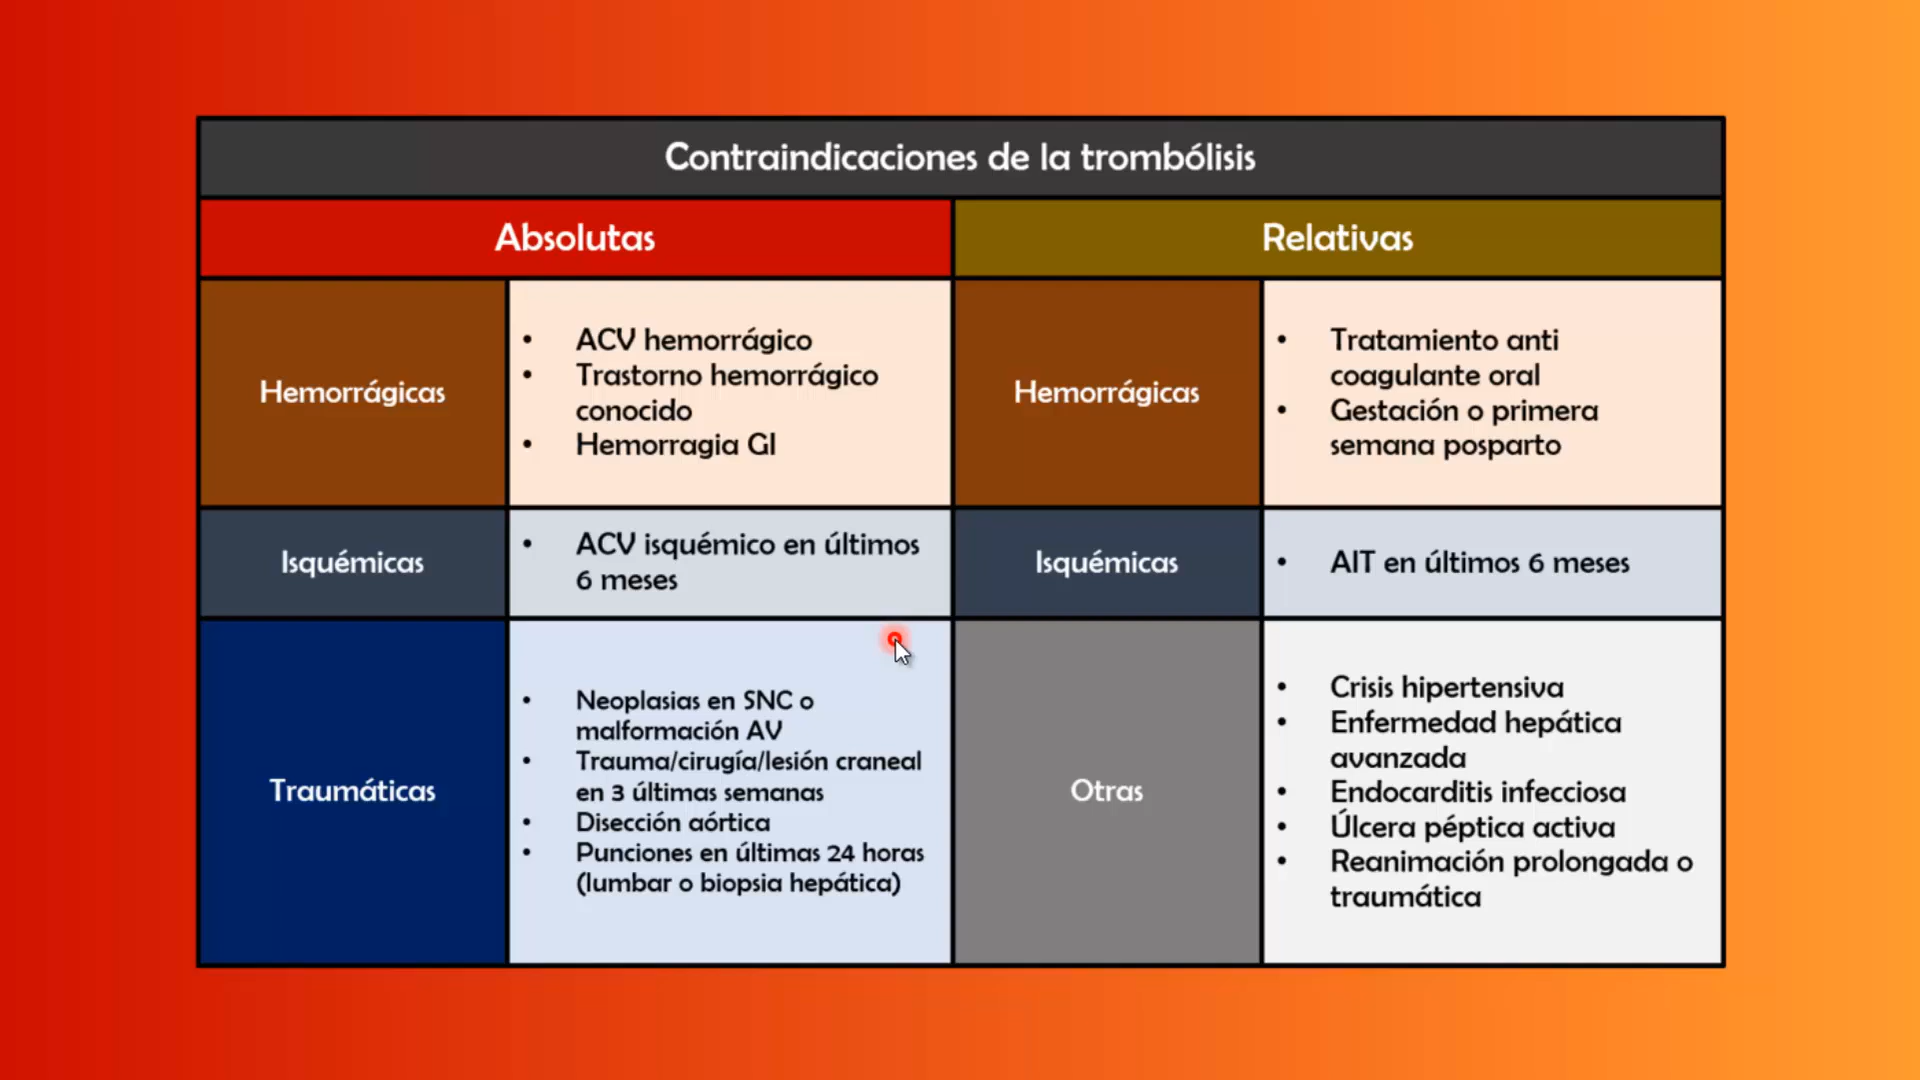 Contraindicaciones de la trombólisis
Absolutas
Relativas
Hemorrágicas
• ACV hemorrágico
• Trastorno hemorrágico
conocido
• Hemorragia GI
Hemorrágicas
• Tratamiento anti
coagulante oral
• Gestación o primera
semana posparto
Isquémicas
• ACV isquémico en últimos
6 meses
Isquémicas
• AIT en últimos 6 meses
Traumáticas
• Neoplasias en SNC o
malformación AV
• Trauma/cirugía/lesión craneal
en 3 últimas semanas
• Disección aórtica
• Punciones en últimas 24 horas
(lumbar o biopsia hepática)
Otras
• Crisis hipertensiva
• Enfermedad hepática
avanzada
• Endocarditis infecciosa
• Úlcera péptica activa
• Reanimación prolongada o
traumática